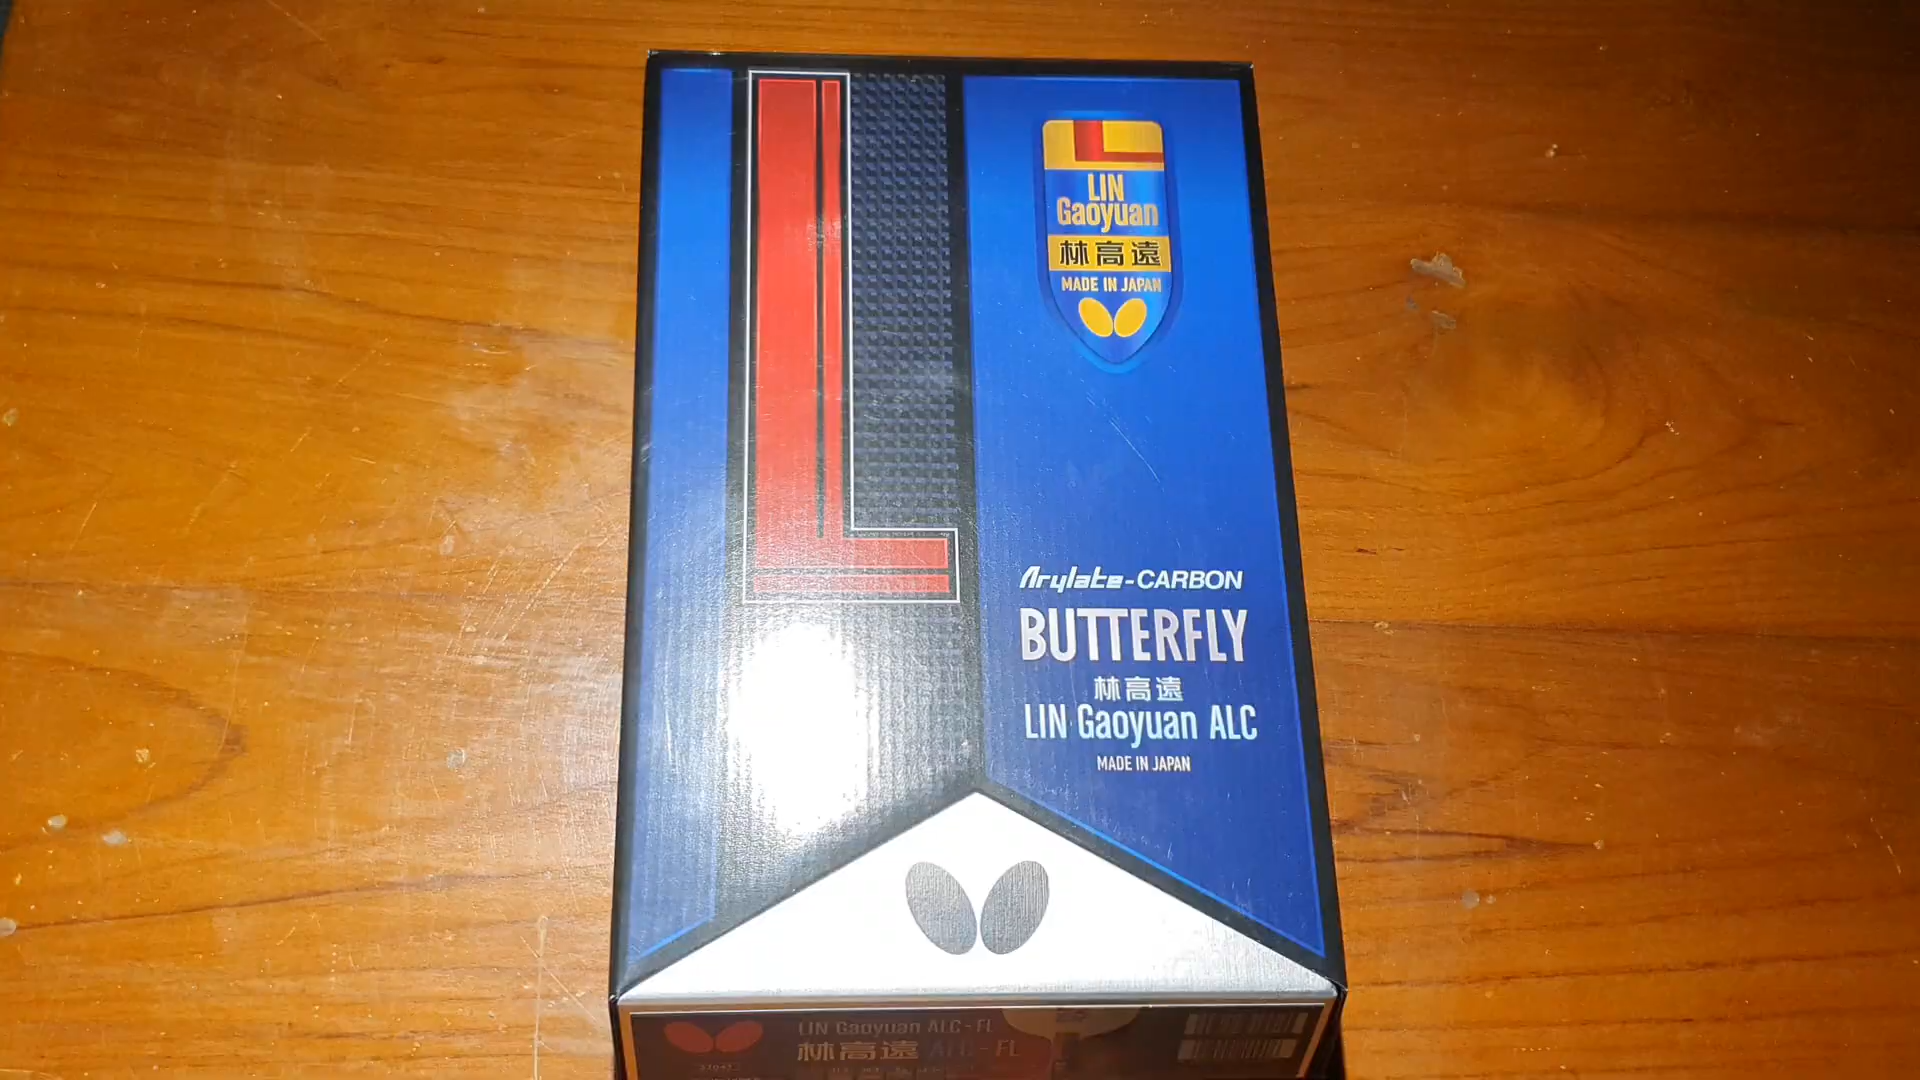 LIN
Gaoyuan
林高遠
MADE IN JAPAN
Arylate-CARBON
BUTTERFLY
林高遠
LIN Gaoyuan ALC
MADE IN JAPAN
LIN Gaoyuan ALC-FL
林高遠 ALC-FL